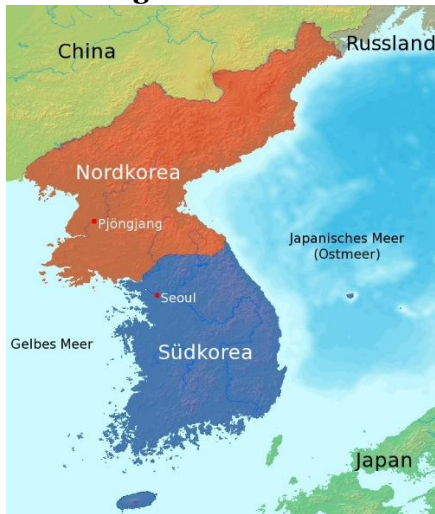 China
Russland
Nordkorea
Pjöngjang
Japanisches Meer
(Ostmeer)
Seoul
Gelbes Meer
Südkorea
Japan